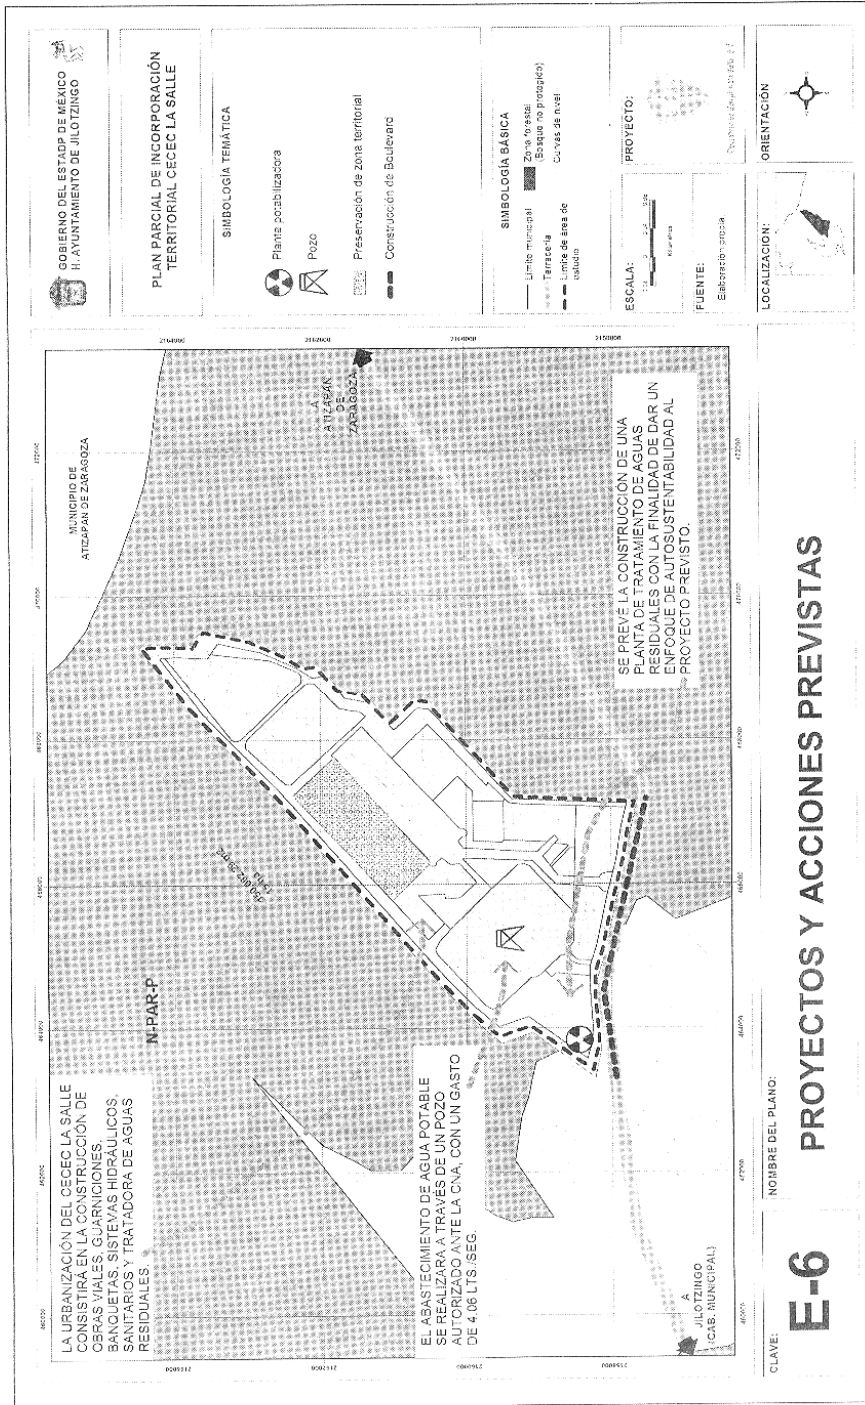 GOBIERNO DEL ESTADP DE MÉXICO
H. AYUNTAMIENTO DE JILOTZINGO
PLAN PARCIAL DE INCORPORACIÓN
TERRITORIAL CECEC LA SALLE
SIMBOLOGÍA TEMÁTICA
Planta potabilizadora
Pozo
Preservación de zona territorial
Construcción de Boulevard
SIMBOLOGÍA BÁSICA
Limite municipal
Terraceria
Limite de área de
estudio
Zona forestal
(Bosque no protegido)
Curvas de nivel
ESCALA:
PROYECTO:
FUENTE:
Elaboración propia.
LOCALIZACIÓN:
ORIENTACIÓN
MUNICIPIO DE
ATIZAPAN DE ZARAGOZA
A
ATIZAPAN
DE
ZARAGOZA
N-PAR-P
LA URBANIZACIÓN DEL CECEC LA SALLE
CONSISTIRÁ EN LA CONSTRUCCIÓN DE
OBRAS VIALES, GUARNICIONES,
BANQUETAS, SISTEMAS HIDRÁULICOS,
SANITARIOS Y TRATADORA DE AGUAS
RESIDUALES.
EL ABASTECIMIENTO DE AGUA POTABLE
SE REALIZARA A TRAVÉS DE UN POZO
AUTORIZADO ANTE LA CNA, CON UN GASTO
DE 4.06 LTS./SEG.
SE PREVÉ LA CONSTRUCCIÓN DE UNA
PLANTA DE TRATAMIENTO DE AGUAS
RESIDUALES CON LA FINALIDAD DE DAR UN
ENFOQUE DE AUTOSUSTENTABILIDAD AL
PROYECTO PREVISTO.
A
JILOTZINGO
(CAB. MUNICIPAL)
CLAVE:
E-6
NOMBRE DEL PLANO:
PROYECTOS Y ACCIONES PREVISTAS